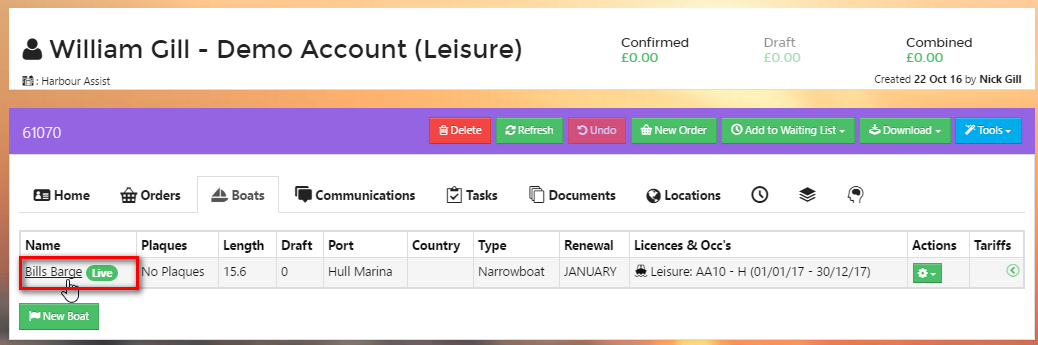 William Gill - Demo Account (Leisure)
Confirmed
£0.00
Draft
£0.00
Combined
£0.00
: Harbour Assist
Created 22 Oct 16 by Nick Gill
61070
Delete
Refresh
Undo
New Order
Add to Waiting List
Download
Tools
Home
Orders
Boats
Communications
Tasks
Documents
Locations
Name Plaques Length Draft Port Country Type Renewal Licences & Occ's Actions Tariffs
Bills Barge Live No Plaques 15.6 0 Hull Marina Narrowboat JANUARY Leisure: AA10 - H (01/01/17 - 30/12/17)
New Boat